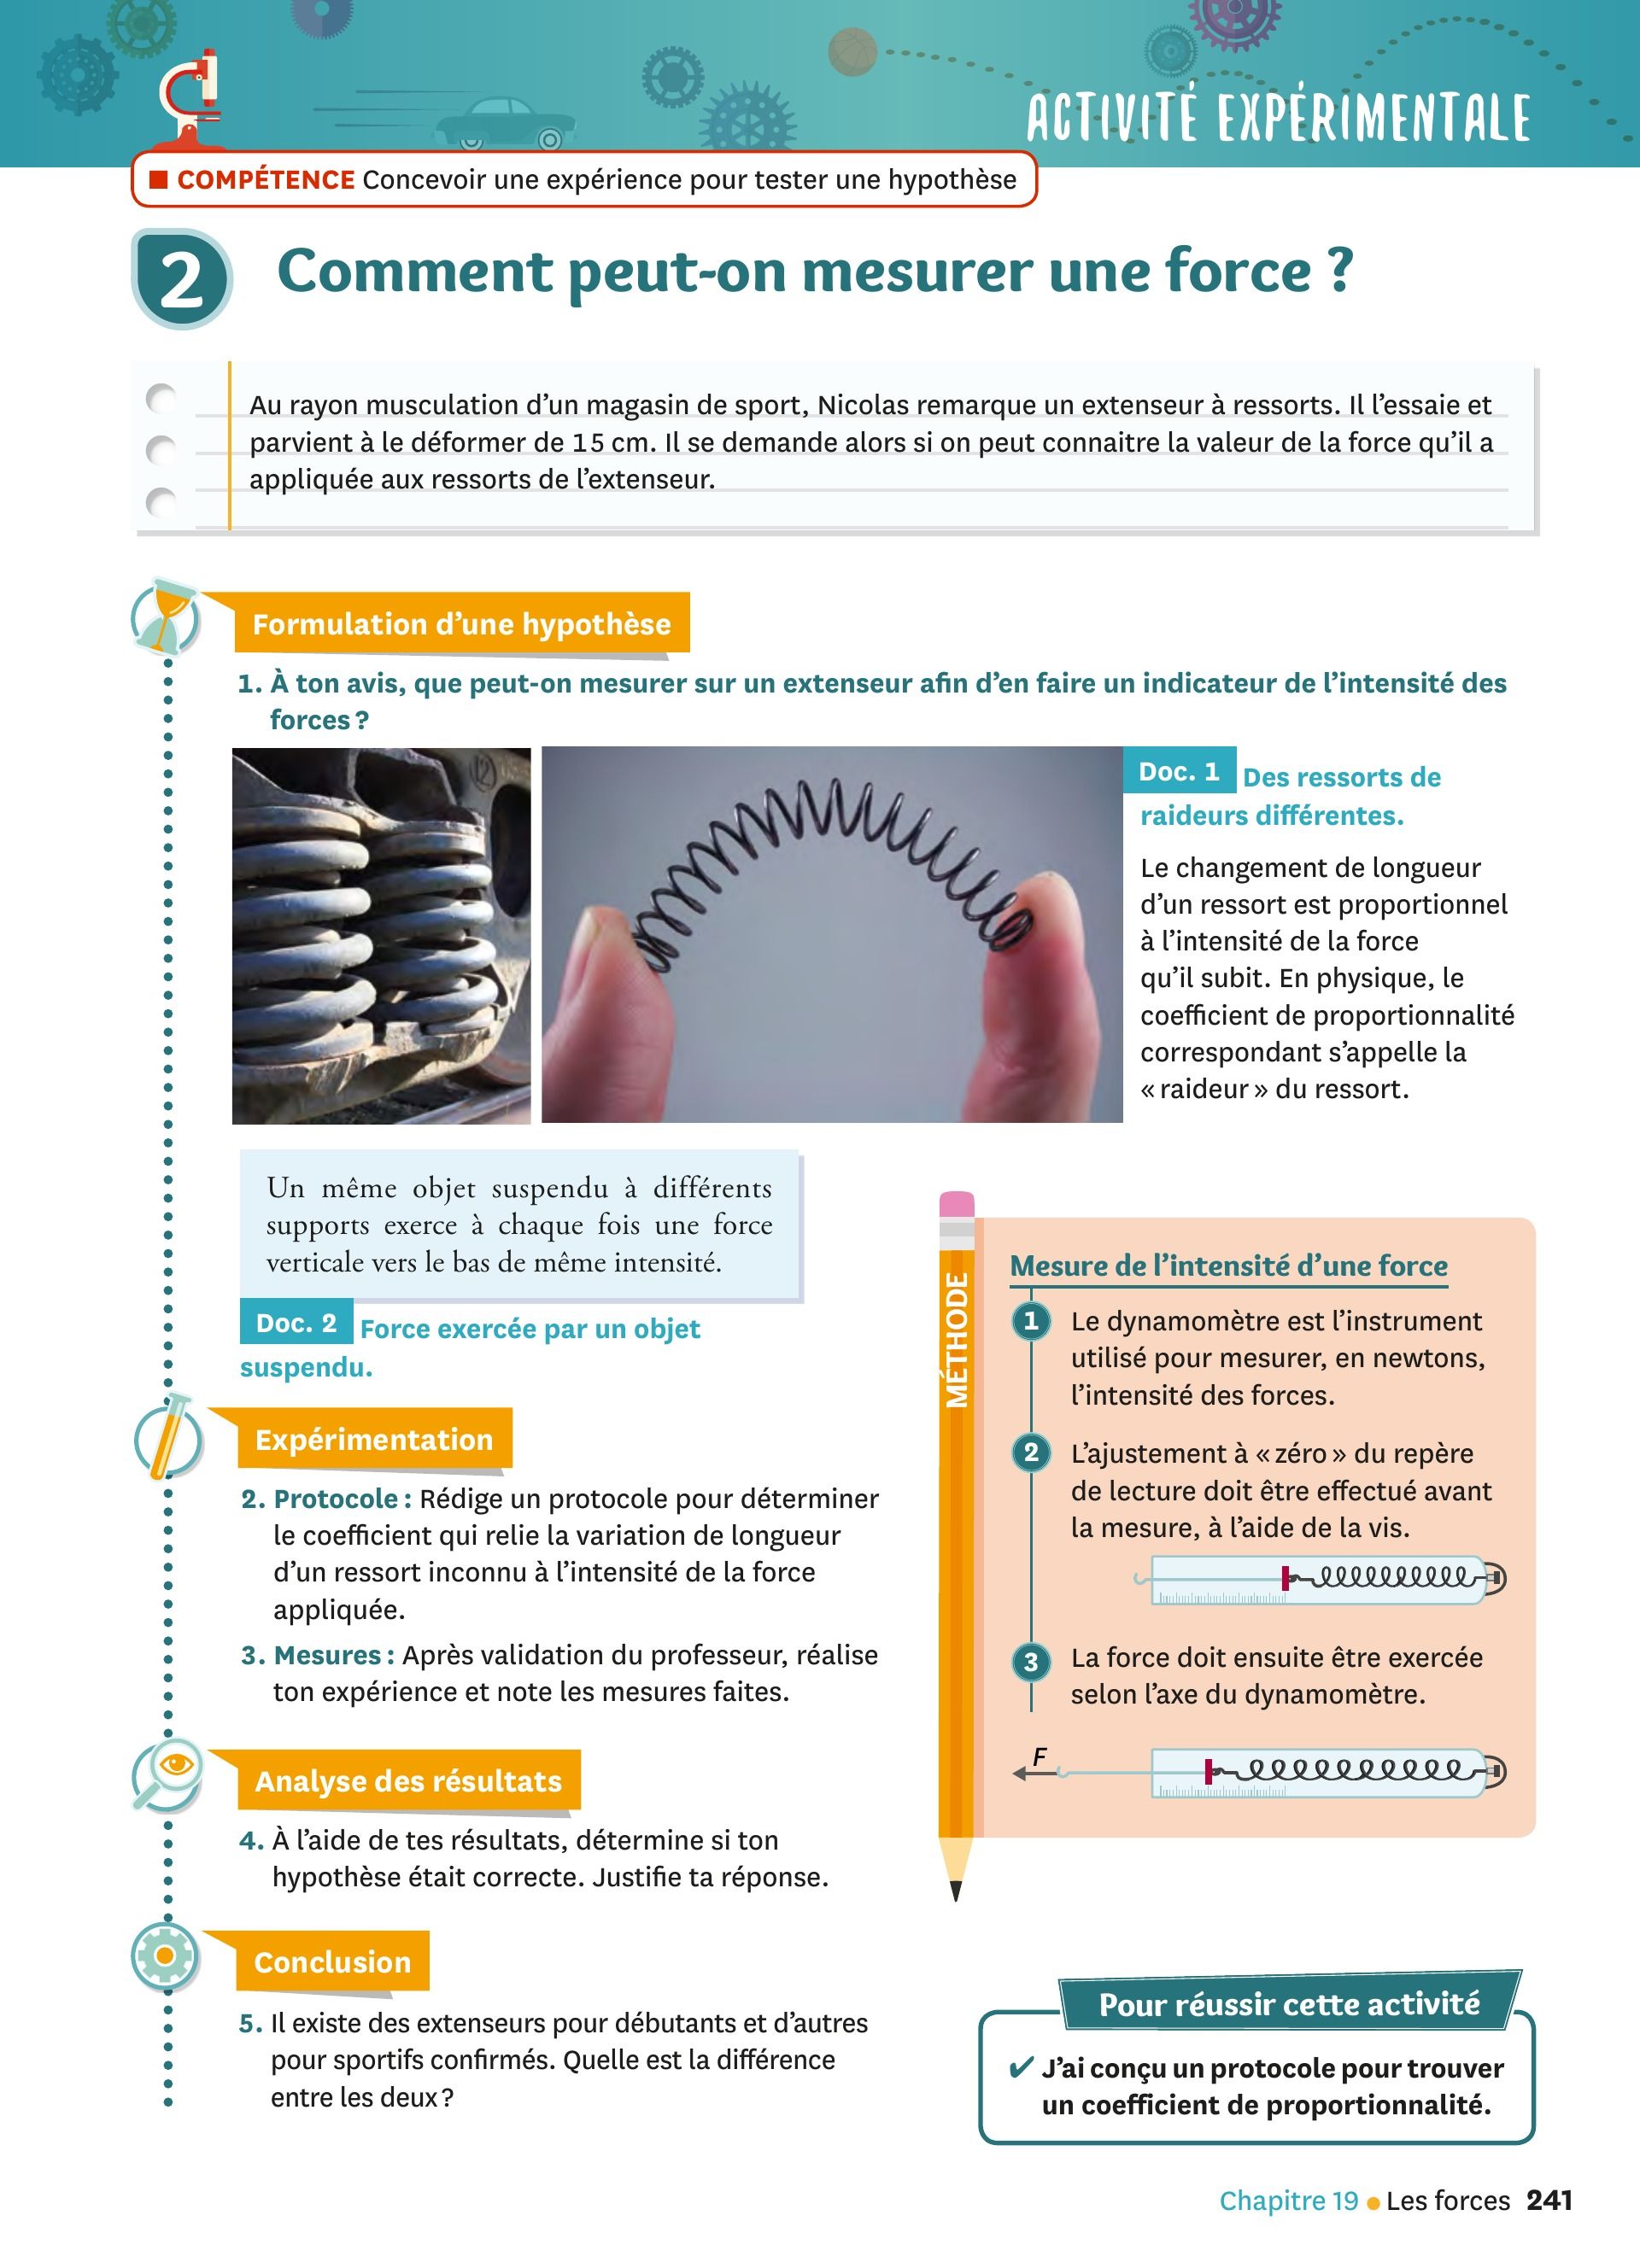 ACTIVITÉ EXPÉRIMENTALE
■ COMPÉTENCE Concevoir une expérience pour tester une hypothèse
2 Comment peut-on mesurer une force ?
Au rayon musculation d’un magasin de sport, Nicolas remarque un extenseur à ressorts. Il l’essaie et
parvient à le déformer de 15 cm. Il se demande alors si on peut connaitre la valeur de la force qu’il a
appliquée aux ressorts de l’extenseur.
Formulation d’une hypothèse
1. À ton avis, que peut-on mesurer sur un extenseur afin d’en faire un indicateur de l’intensité des
forces ?
Doc. 1 Des ressorts de
raideurs différentes.
Le changement de longueur
d’un ressort est proportionnel
à l’intensité de la force
qu’il subit. En physique, le
coefficient de proportionnalité
correspondant s’appelle la
« raideur » du ressort.
Un même objet suspendu à différents
supports exerce à chaque fois une force
verticale vers le bas de même intensité.
Doc. 2 Force exercée par un objet
suspendu.
Expérimentation
2. Protocole : Rédige un protocole pour déterminer
le coefficient qui relie la variation de longueur
d’un ressort inconnu à l’intensité de la force
appliquée.
3. Mesures : Après validation du professeur, réalise
ton expérience et note les mesures faites.
Analyse des résultats
4. À l’aide de tes résultats, détermine si ton
hypothèse était correcte. Justifie ta réponse.
Conclusion
5. Il existe des extenseurs pour débutants et d’autres
pour sportifs confirmés. Quelle est la différence
entre les deux ?
MÉTHODE
Mesure de l’intensité d’une force
1 Le dynamomètre est l’instrument
utilisé pour mesurer, en newtons,
l’intensité des forces.
2 L’ajustement à « zéro » du repère
de lecture doit être effectué avant
la mesure, à l’aide de la vis.
3 La force doit ensuite être exercée
selon l’axe du dynamomètre.
F
Pour réussir cette activité
✔ J’ai conçu un protocole pour trouver
un coefficient de proportionnalité.
Chapitre 19 ● Les forces 241